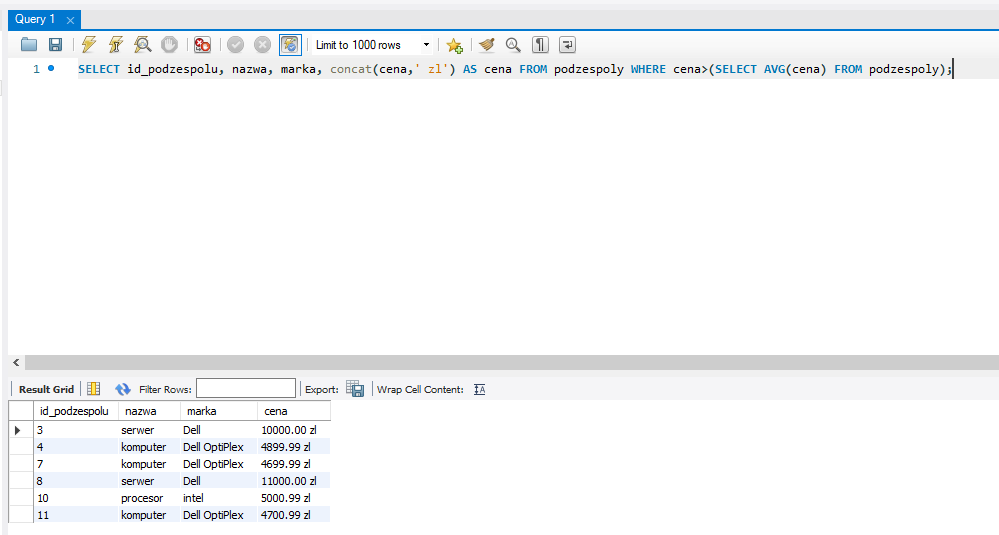 Query 1
Limit to 1000 rows
1 SELECT id_podzespolu, nazwa, marka, concat(cena,' zl') AS cena FROM podzespoly WHERE cena>(SELECT AVG(cena) FROM podzespoly);
Result Grid Filter Rows: Export: Wrap Cell Content:
id_podzespolu nazwa marka cena
3 serwer Dell 10000.00 zl
4 komputer Dell OptiPlex 4899.99 zl
7 komputer Dell OptiPlex 4699.99 zl
8 serwer Dell 11000.00 zl
10 procesor intel 5000.99 zl
11 komputer Dell OptiPlex 4700.99 zl